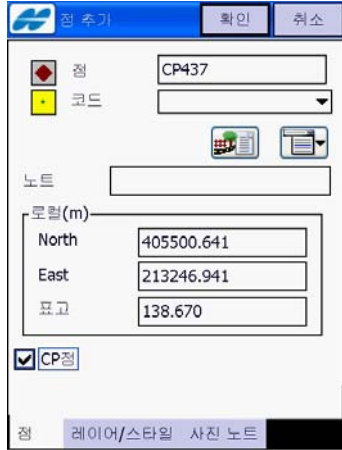 점 추가 확인 취소
점 CP437
코드
노트
로컬(m)
North 405500.641
East 213246.941
표고 138.670
CP점
점 레이어/스타일 사진 노트